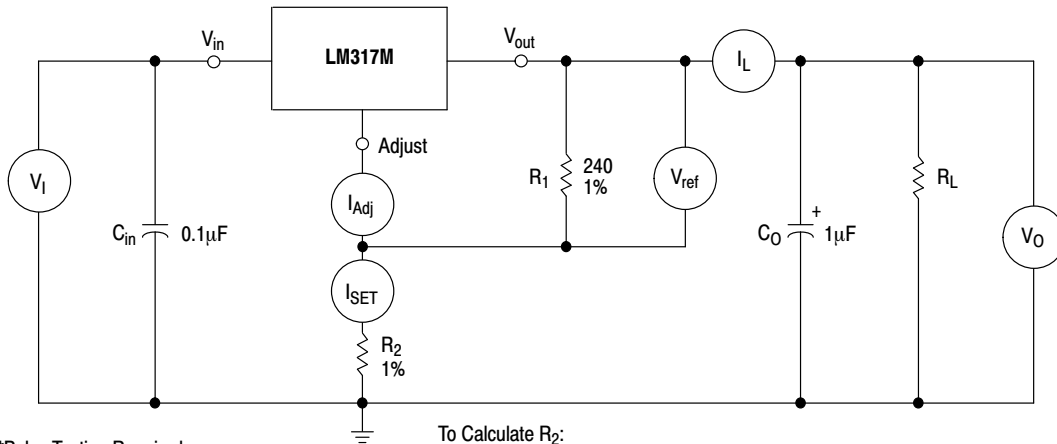 V_in
LM317M
V_out
I_L
Adjust
V_I
I_Adj
R_1
240
1%
V_ref
R_L
C_in
0.1μF
C_O
+
1μF
V_O
I_SET
R_2
1%
To Calculate R_2: